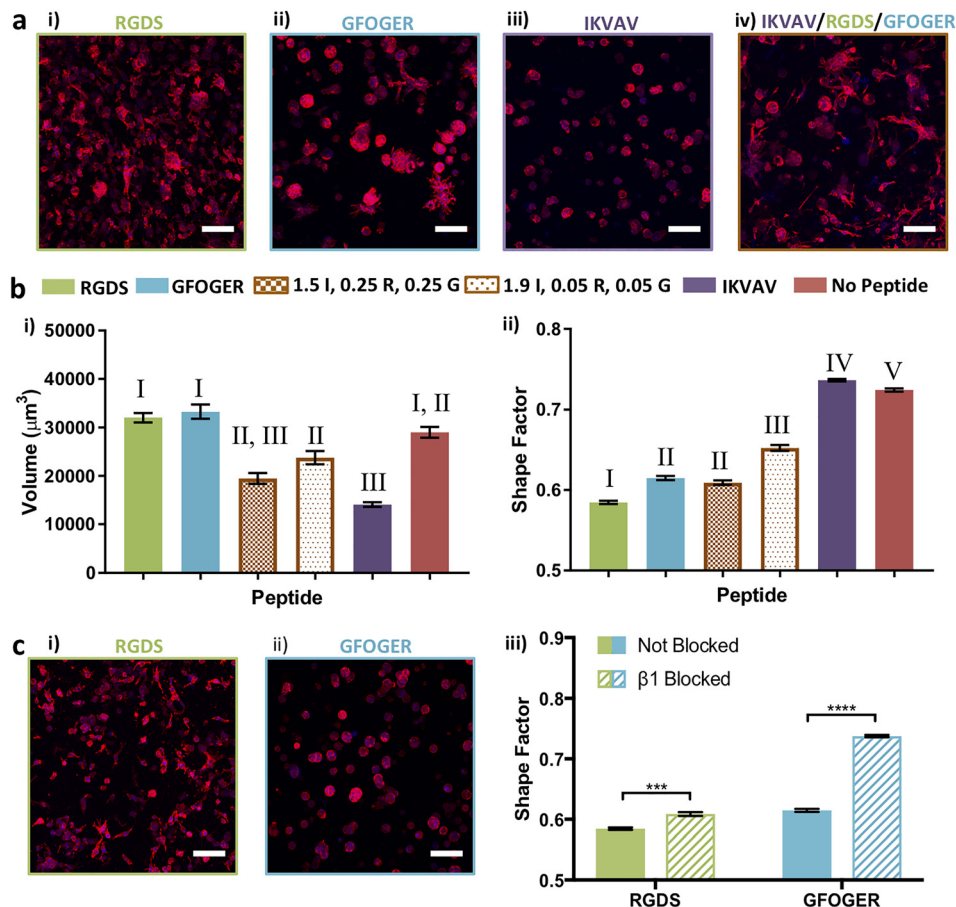 a
i) RGDS
ii) GFOGER
iii) IKVAV
iv) IKVAV/RGDS/GFOGER
RGDS GFOGER 1.5 I, 0.25 R, 0.25 G 1.9 I, 0.05 R, 0.05 G IKVAV No Peptide
b
i)
50000
40000
30000
20000
10000
0
Volume (μm³)
I
I
II, III
II
III
I, II
Peptide
ii)
0.8
0.7
0.6
0.5
Shape Factor
I
II
II
III
IV
V
Peptide
c
i) RGDS
ii) GFOGER
iii)
0.9
0.8
0.7
0.6
0.5
Shape Factor
Not Blocked
β1 Blocked
***
****
RGDS
GFOGER